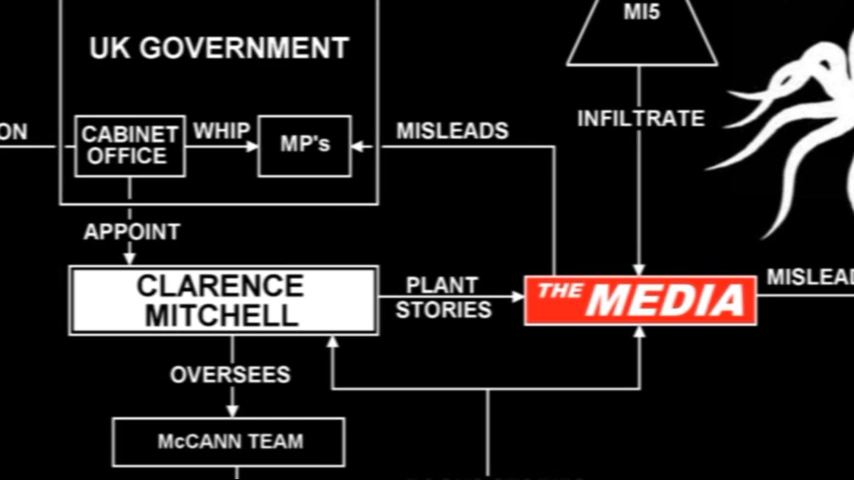 MI5
UK GOVERNMENT
INFILTRATE
ON
CABINET
OFFICE
WHIP
MP's
MISLEADS
APPOINT
CLARENCE
MITCHELL
PLANT
STORIES
THE MEDIA
MISLEAD
OVERSEES
McCANN TEAM